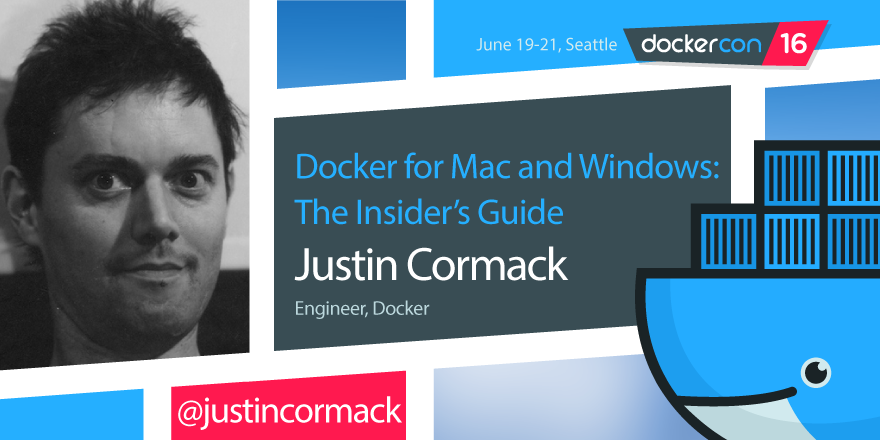 June 19-21, Seattle
dockercon 16
Docker for Mac and Windows:
The Insider's Guide
Justin Cormack
Engineer, Docker
@justincormack